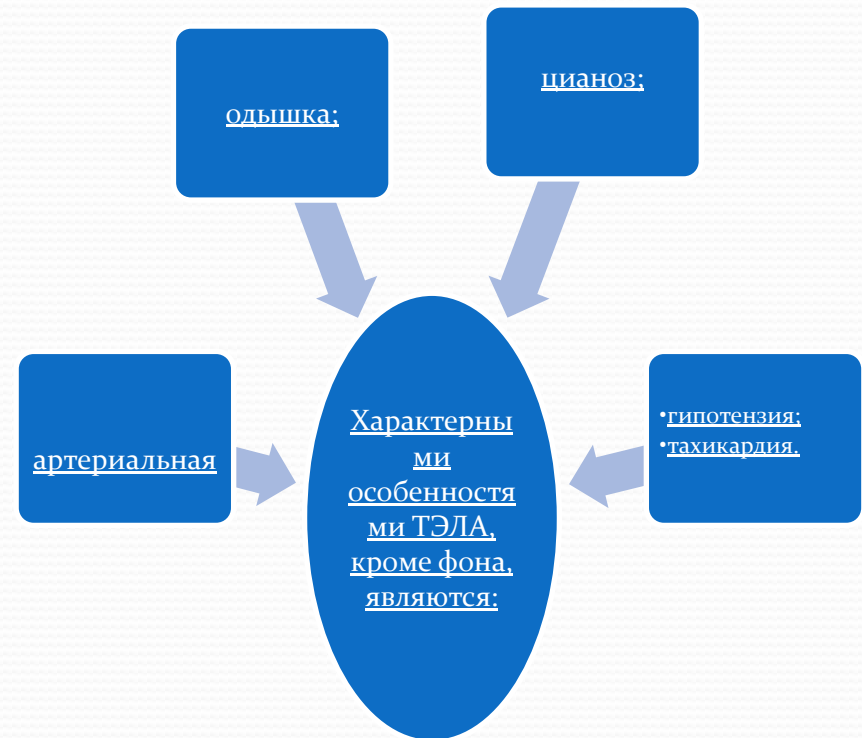 одышка;
цианоз;
артериальная
Характерны
ми
особенностя
ми ТЭЛА,
кроме фона,
являются:
•гипотензия;
•тахикардия.